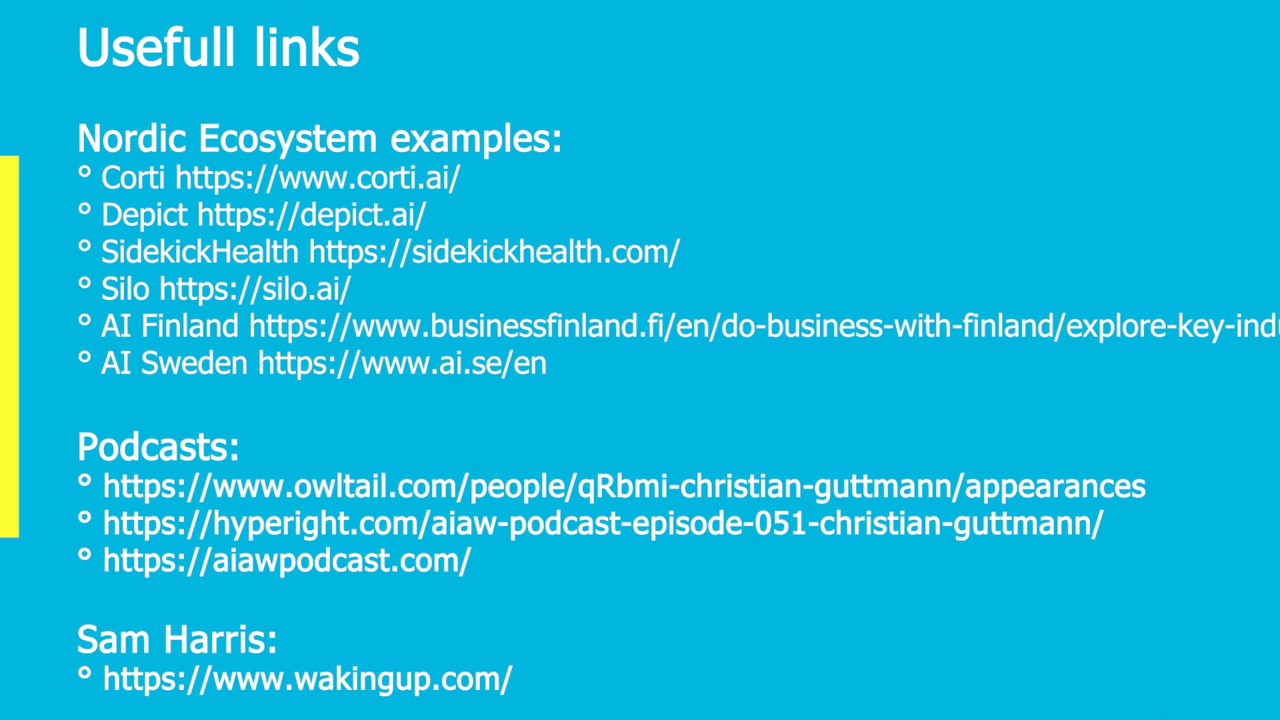 Usefull links
Nordic Ecosystem examples:
° Corti https://www.corti.ai/
° Depict https://depict.ai/
° SidekickHealth https://sidekickhealth.com/
° Silo https://silo.ai/
° AI Finland https://www.businessfinland.fi/en/do-business-with-finland/explore-key-ind
° AI Sweden https://www.ai.se/en
Podcasts:
° https://www.owltail.com/people/qRbmi-christian-guttmann/appearances
° https://hyperight.com/aiaw-podcast-episode-051-christian-guttmann/
° https://aiawpodcast.com/
Sam Harris:
° https://www.wakingup.com/